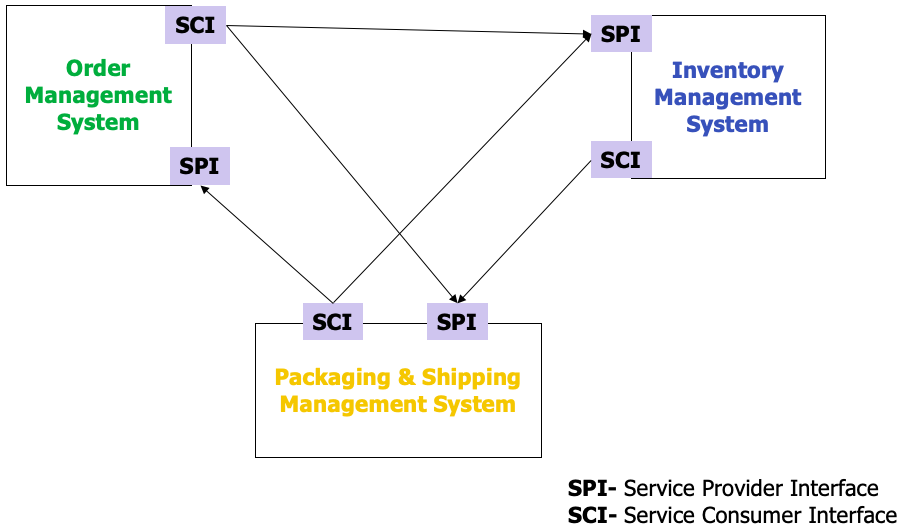 SCI
Order
Management
System
SPI
SPI
Inventory
Management
System
SCI
SCI
SPI
Packaging & Shipping
Management System
SPI- Service Provider Interface
SCI- Service Consumer Interface